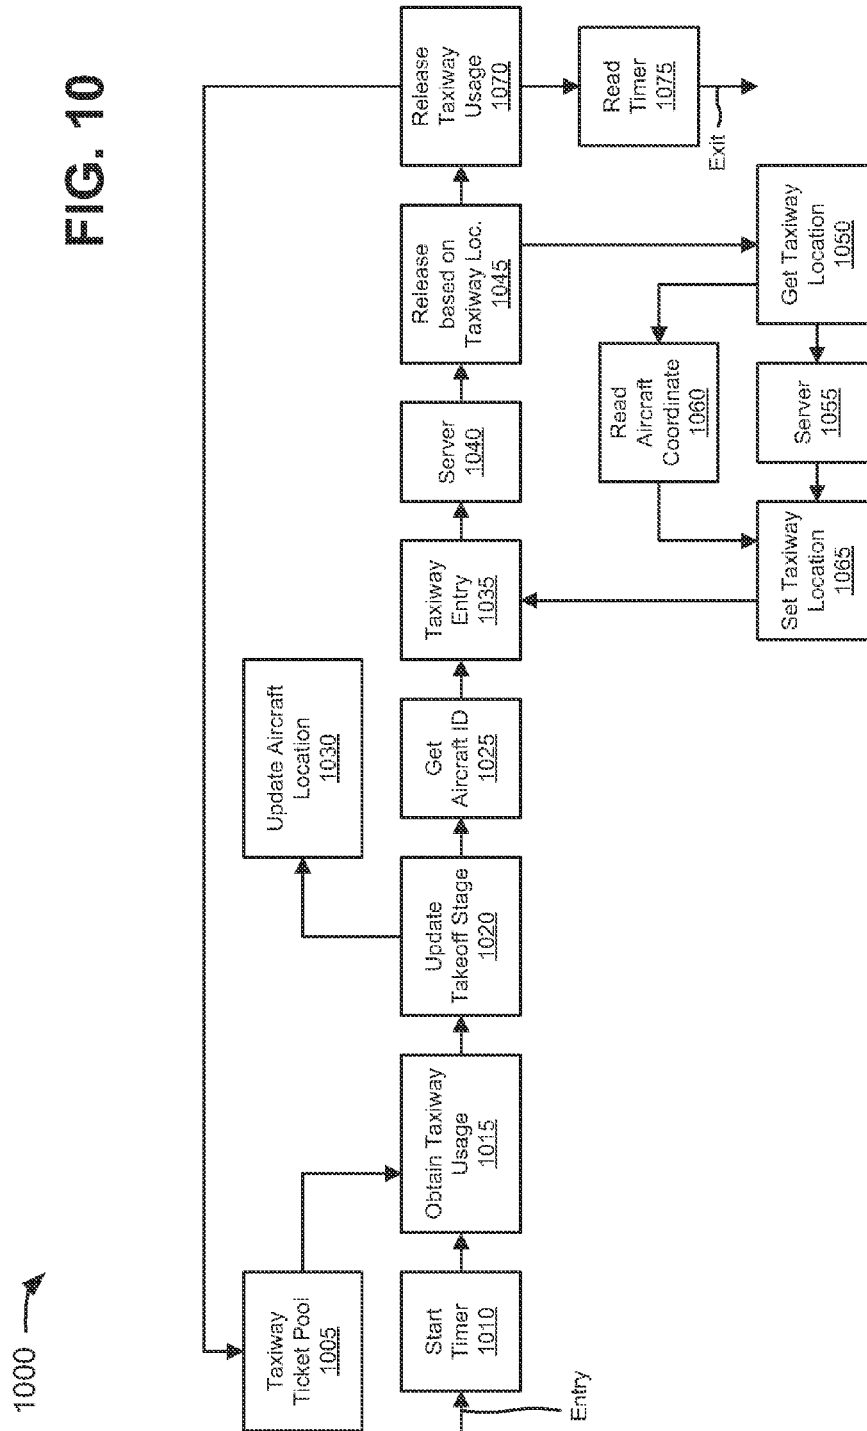 FIG. 10
1000
Taxiway
Ticket Pool
1005
Entry
Start
Timer
1010
Obtain Taxiway
Usage
1015
Update
Takeoff Stage
1020
Update Aircraft
Location
1030
Get
Aircraft ID
1025
Taxiway
Entry
1035
Server
1040
Release
based on
Taxiway Loc.
1045
Release
Taxiway
Usage
1070
Read
Timer
1075
Exit
Get Taxiway
Location
1050
Server
1055
Read
Aircraft
Coordinate
1060
Set Taxiway
Location
1065